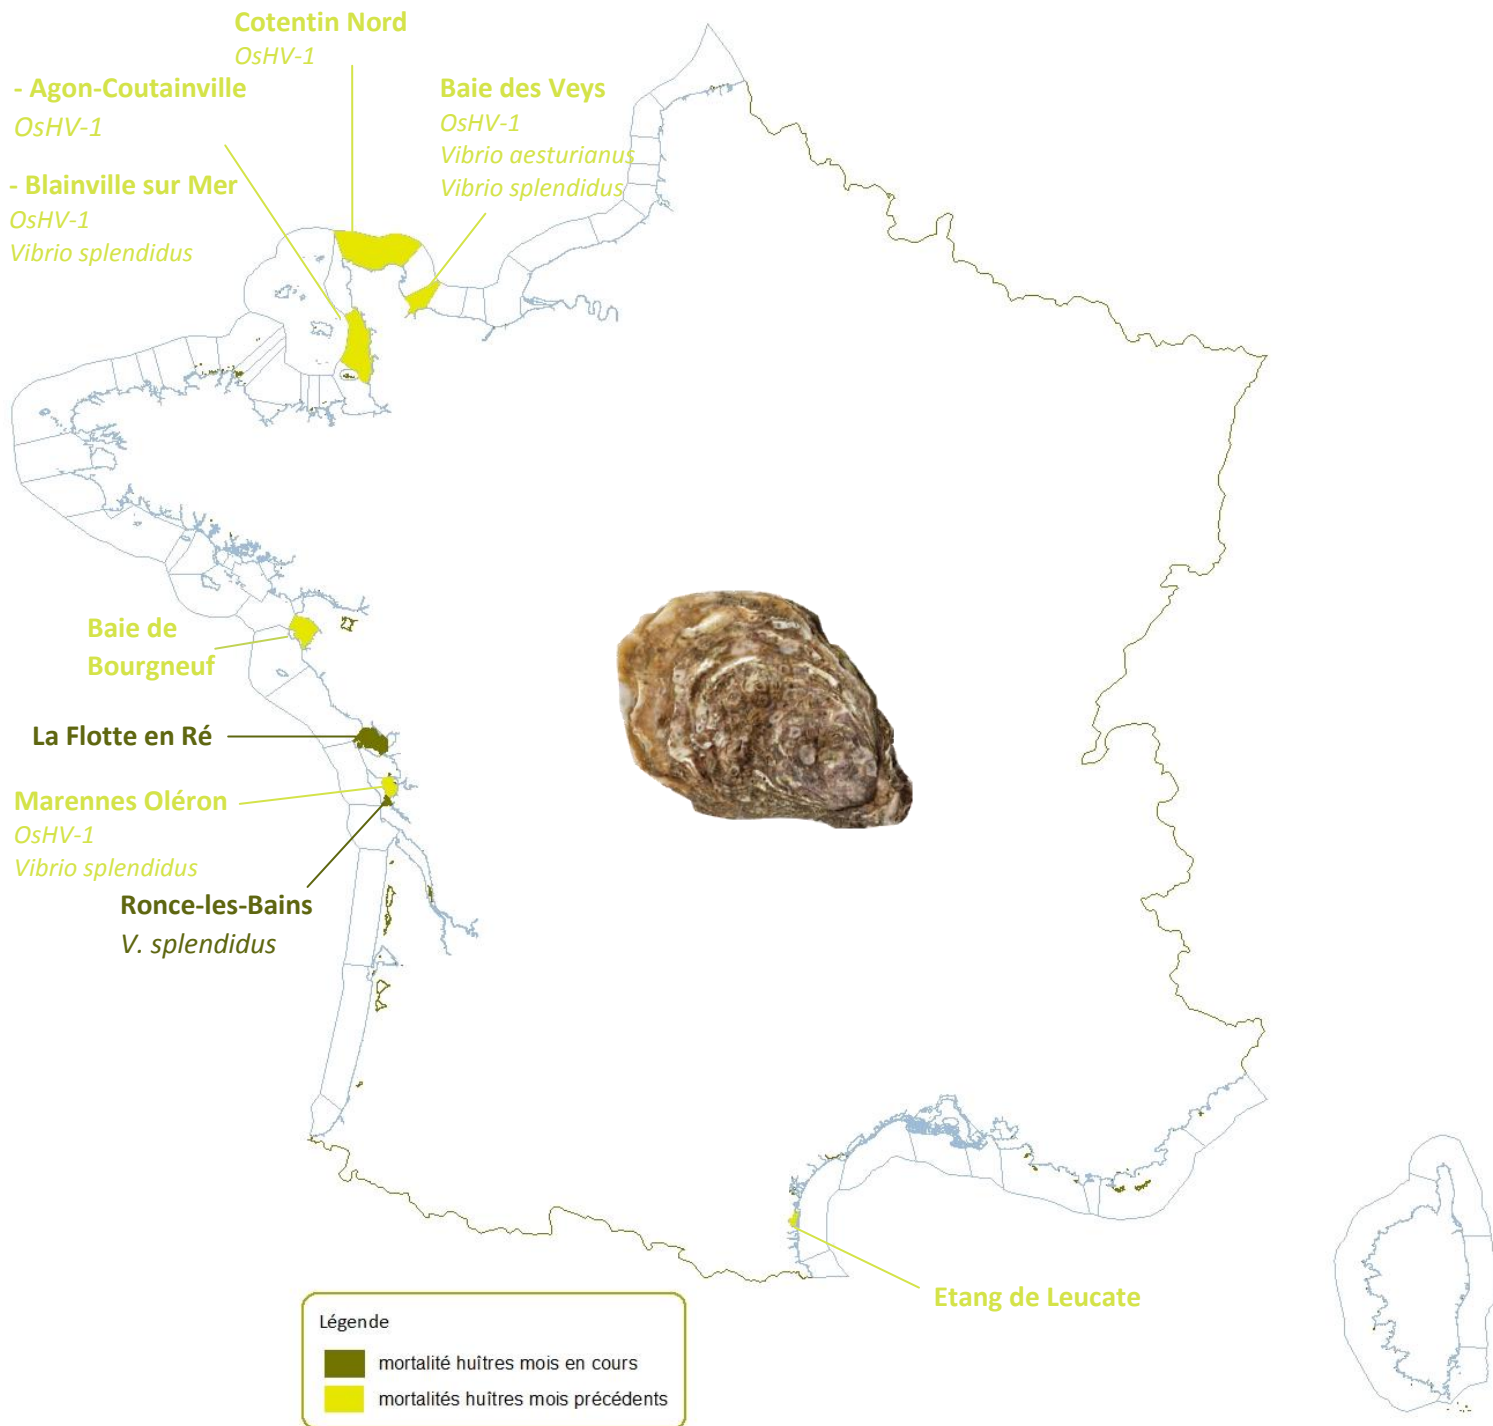 Cotentin Nord
OsHV-1
- Agon-Coutainville
OsHV-1
Baie des Veys
OsHV-1
Vibrio aesturianus
Vibrio splendidus
- Blainville sur Mer
OsHV-1
Vibrio splendidus
Baie de
Bourgneuf
La Flotte en Ré
Marennes Oléron
OsHV-1
Vibrio splendidus
Ronce-les-Bains
V. splendidus
Etang de Leucate
Légende
mortalité huîtres mois en cours
mortalités huîtres mois précédents